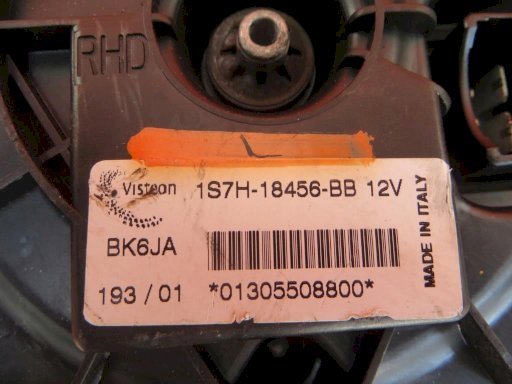 RHD
Visteon 1S7H-18456-BB 12V
BK6JA
193 / 01 *01305508800*
MADE IN ITALY